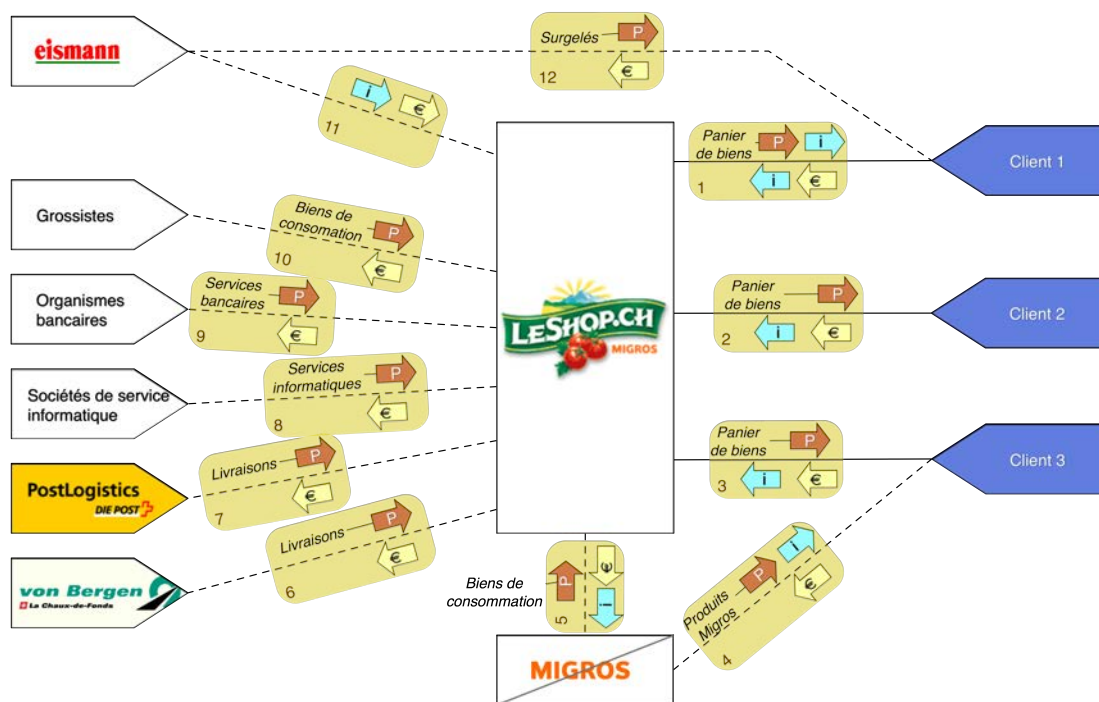 eismann
Surgelés
P
€
12
i
€
11
Panier
de biens
P
i
i
€
1
Client 1
Grossistes
Biens de
consomation
P
€
10
Organismes
bancaires
Services
bancaires
P
€
9
LESHOP.CH
MIGROS
Panier
de biens
P
i
€
2
Client 2
Sociétés de service
informatique
Services
informatiques
P
€
8
Panier
de biens
P
i
€
3
Client 3
PostLogistics
DIE POST
Livraisons
P
€
7
von Bergen
La Chaux-de-Fonds
Livraisons
P
€
6
Biens de
consommation
P
€
i
5
Produits
Migros
P
i
€
4
MIGROS